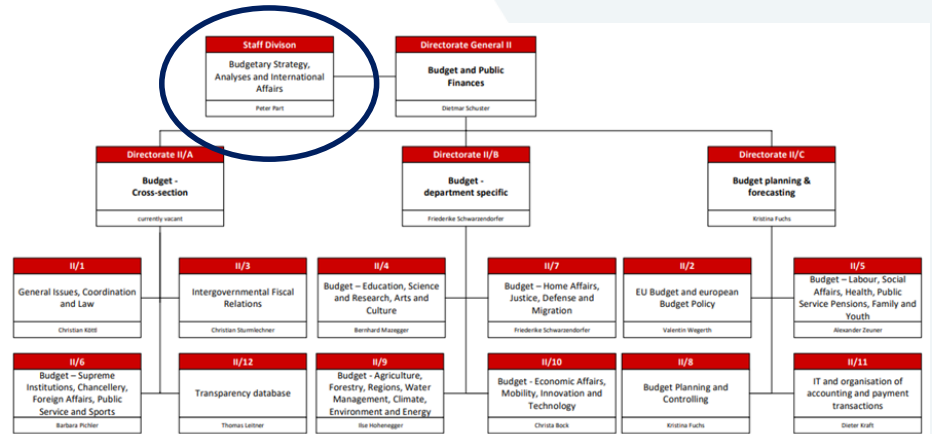 Staff Divison
Budgetary Strategy,
Analyses and International
Affairs
Peter Part
Directorate General II
Budget and Public
Finances
Dietmar Schuster
Directorate II/A
Budget -
Cross-section
currently vacant
Directorate II/B
Budget -
department specific
Friederike Schwarzendorfer
Directorate II/C
Budget planning &
forecasting
Kristina Fuchs
II/1
General Issues, Coordination
and Law
Christian Köttl
II/3
Intergovernmental Fiscal
Relations
Christian Sturmlechner
II/4
Budget – Education, Science
and Research, Arts and
Culture
Bernhard Mazegger
II/7
Budget – Home Affairs,
Justice, Defense and
Migration
Friederike Schwarzendorfer
II/2
EU Budget and european
Budget Policy
Valentin Wegerth
II/5
Budget – Labour, Social
Affairs, Health, Public
Service Pensions, Family and
Youth
Alexander Zeuner
II/6
Budget – Supreme
Institutions, Chancellery,
Foreign Affairs, Public
Service and Sports
Barbara Pichler
II/12
Transparency database
Thomas Leitner
II/9
Budget - Agriculture,
Forestry, Regions, Water
Management, Climate,
Environment and Energy
Ilse Hohenegger
II/10
Budget - Economic Affairs,
Mobility, Innovation and
Technology
Christa Bock
II/8
Budget Planning and
Controlling
Kristina Fuchs
II/11
IT and organisation of
accounting and payment
transactions
Dieter Kraft